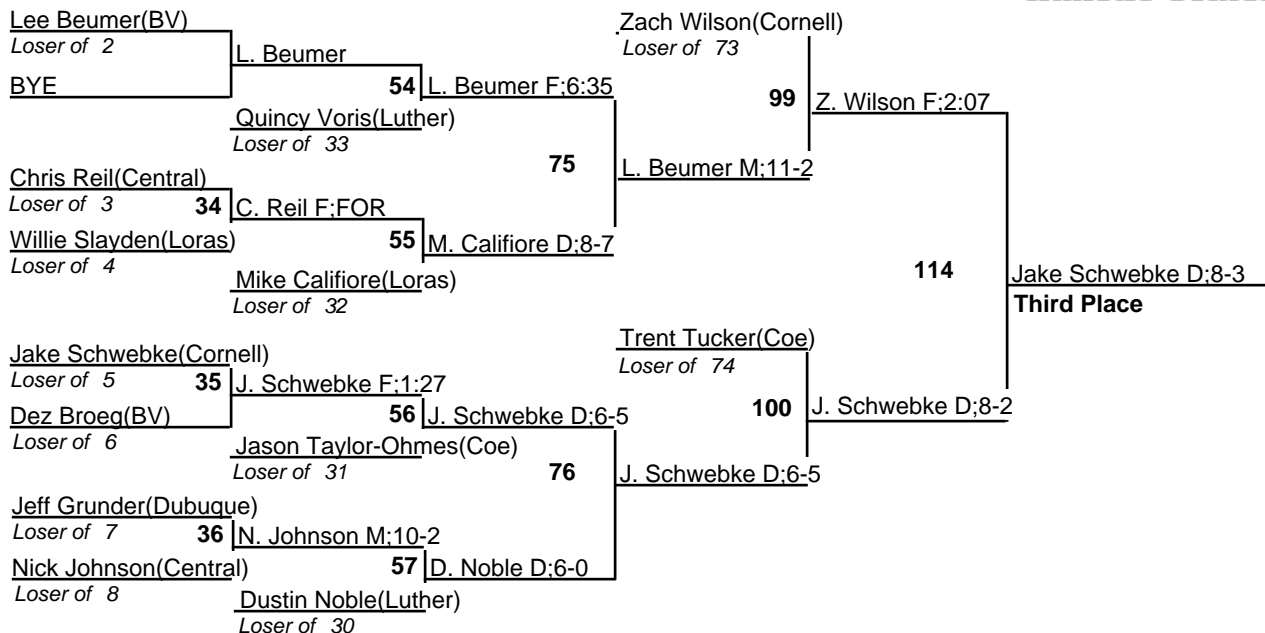 Lee Beumer(BV)
Loser of 2
BYE
L. Beumer
54
L. Beumer F;6:35
Quincy Voris(Luther)
Loser of 33
Chris Reil(Central)
Loser of 3
34
C. Reil F;FOR
Willie Slayden(Loras)
Loser of 4
55
M. Califiore D;8-7
Mike Califiore(Loras)
Loser of 32
75
L. Beumer M;11-2
Zach Wilson(Cornell)
Loser of 73
99
Z. Wilson F;2:07
Jake Schwebke(Cornell)
Loser of 5
35
J. Schwebke F;1:27
Dez Broeg(BV)
Loser of 6
56
J. Schwebke D;6-5
Jason Taylor-Ohmes(Coe)
Loser of 31
Jeff Grunder(Dubuque)
Loser of 7
36
N. Johnson M;10-2
Nick Johnson(Central)
Loser of 8
57
D. Noble D;6-0
Dustin Noble(Luther)
Loser of 30
76
J. Schwebke D;6-5
Trent Tucker(Coe)
Loser of 74
100
J. Schwebke D;8-2
114
Jake Schwebke D;8-3
Third Place